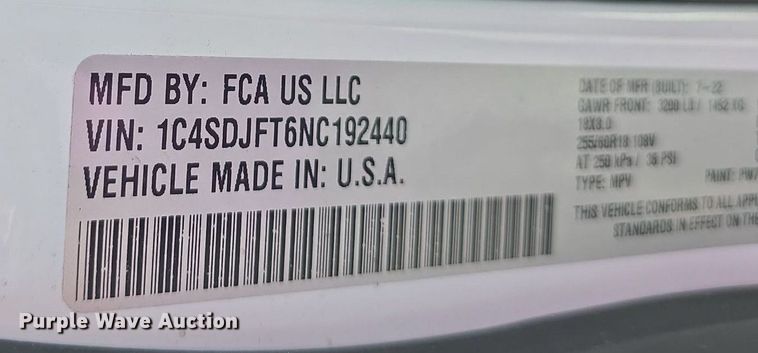 MFD BY: FCA US LLC
VIN: 1C4SDJFT6NC192440
VEHICLE MADE IN: U.S.A.
DATE OF MFR (BUILT): 7-22
GAWR FRONT: 3200 LB / 1452 KG
18X8.0
255/60R18 108V
AT 250 kPa / 36 PSI
TYPE: MPV PAINT:
THIS VEHICLE CONFORMS TO ALL
STANDARDS IN EFFECT ON THE
Purple Wave Auction